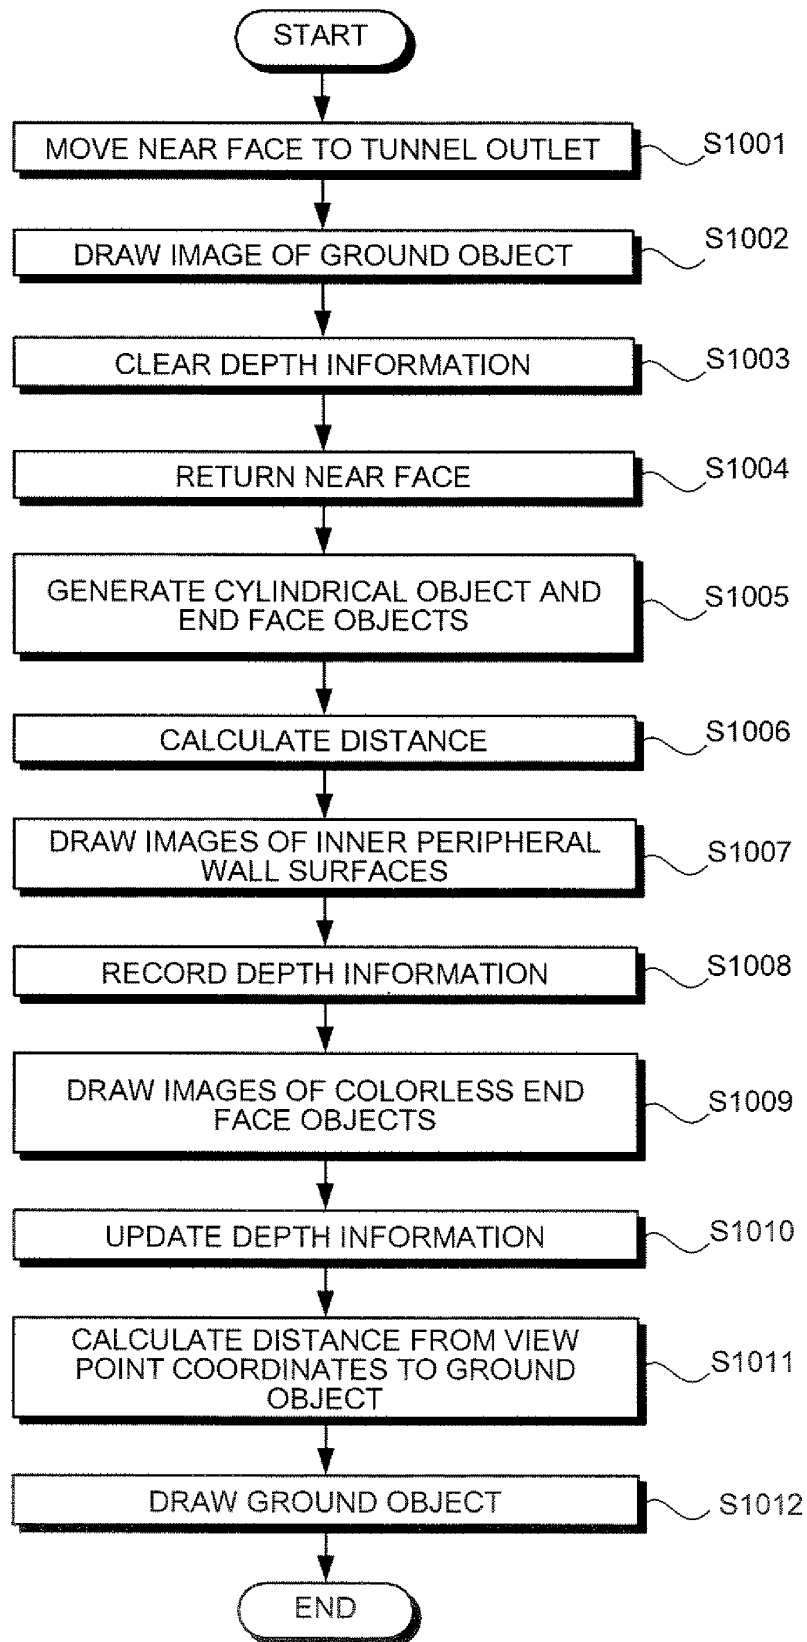 START
MOVE NEAR FACE TO TUNNEL OUTLET
S1001
DRAW IMAGE OF GROUND OBJECT
S1002
CLEAR DEPTH INFORMATION
S1003
RETURN NEAR FACE
S1004
GENERATE CYLINDRICAL OBJECT AND
END FACE OBJECTS
S1005
CALCULATE DISTANCE
S1006
DRAW IMAGES OF INNER PERIPHERAL
WALL SURFACES
S1007
RECORD DEPTH INFORMATION
S1008
DRAW IMAGES OF COLORLESS END
FACE OBJECTS
S1009
UPDATE DEPTH INFORMATION
S1010
CALCULATE DISTANCE FROM VIEW
POINT COORDINATES TO GROUND
OBJECT
S1011
DRAW GROUND OBJECT
S1012
END